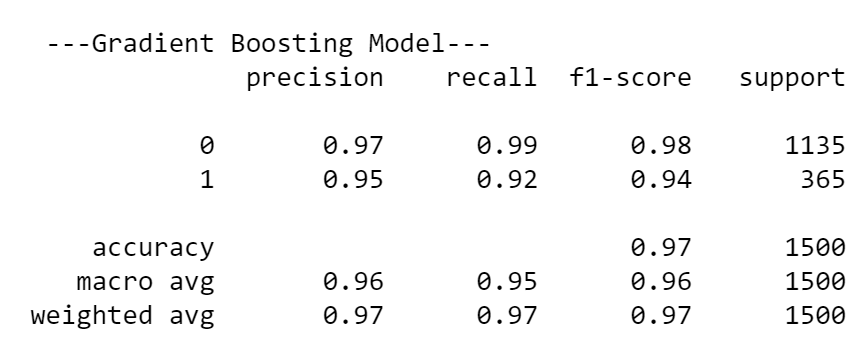 ---Gradient Boosting Model---
precision recall f1-score support
0 0.97 0.99 0.98 1135
1 0.95 0.92 0.94 365
accuracy 0.97 1500
macro avg 0.96 0.95 0.96 1500
weighted avg 0.97 0.97 0.97 1500